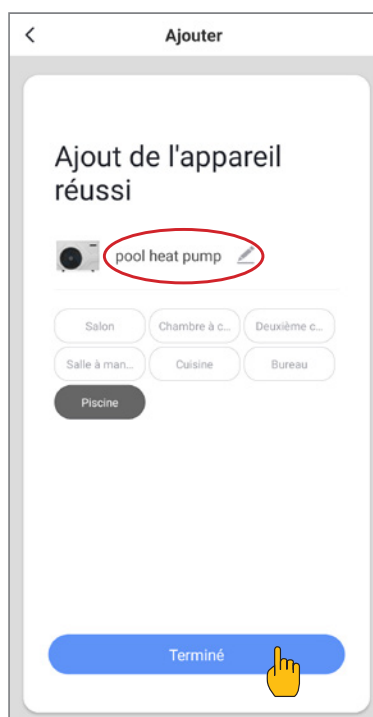 Ajouter
Ajout de l'appareil
réussi
pool heat pump
Salon Chambre à c... Deuxième c...
Salle à man... Cuisine Bureau
Piscine
Terminé